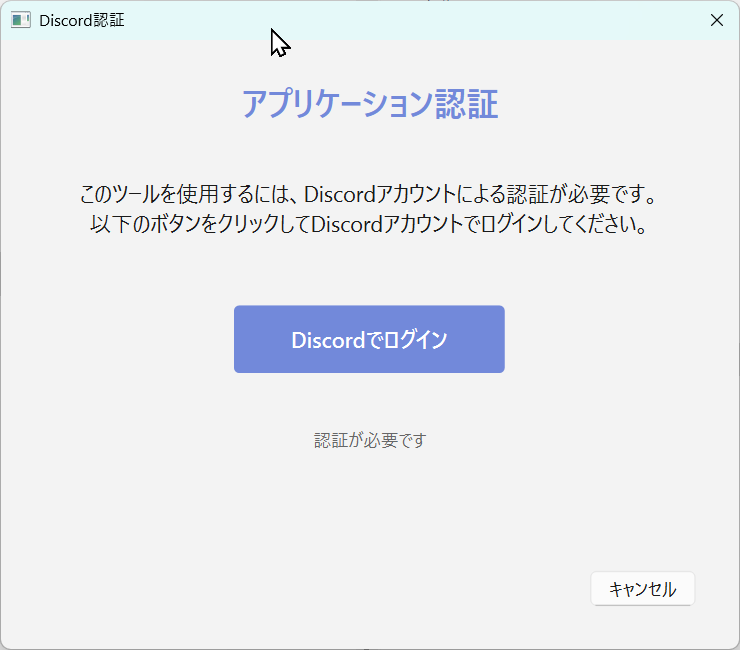 Discord認証
アプリケーション認証
このツールを使用するには、Discordアカウントによる認証が必要です。
以下のボタンをクリックしてDiscordアカウントでログインしてください。
Discordでログイン
認証が必要です
キャンセル